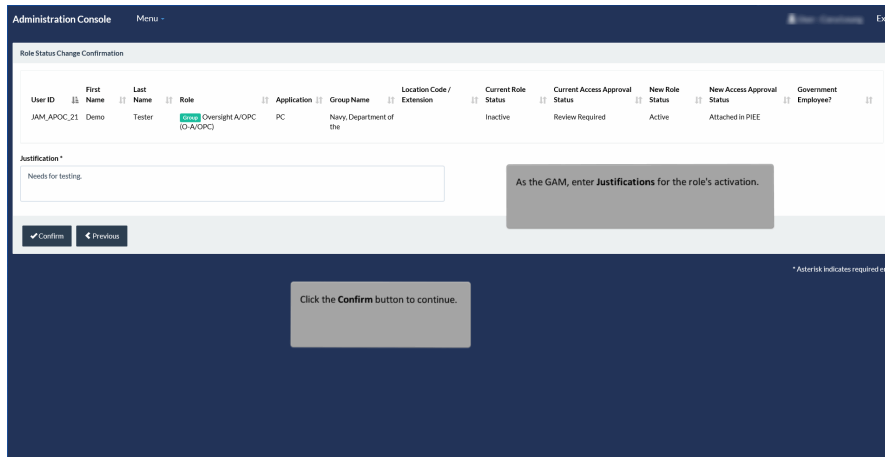 Administration Console Menu
Ex
Role Status Change Confirmation
User ID First Name Last Name Role Application Group Name Location Code / Extension Current Role Status Current Access Approval Status New Role Status New Access Approval Status Government Employee?
JAM_APOC_21 Demo Tester Group Oversight A/OPC (O-A/OPC) PC Navy, Department of the Inactive Review Required Active Attached in PIEE
Justification *
Needs for testing.
As the GAM, enter Justifications for the role's activation.
Confirm Previous
* Asterisk indicates required e
Click the Confirm button to continue.